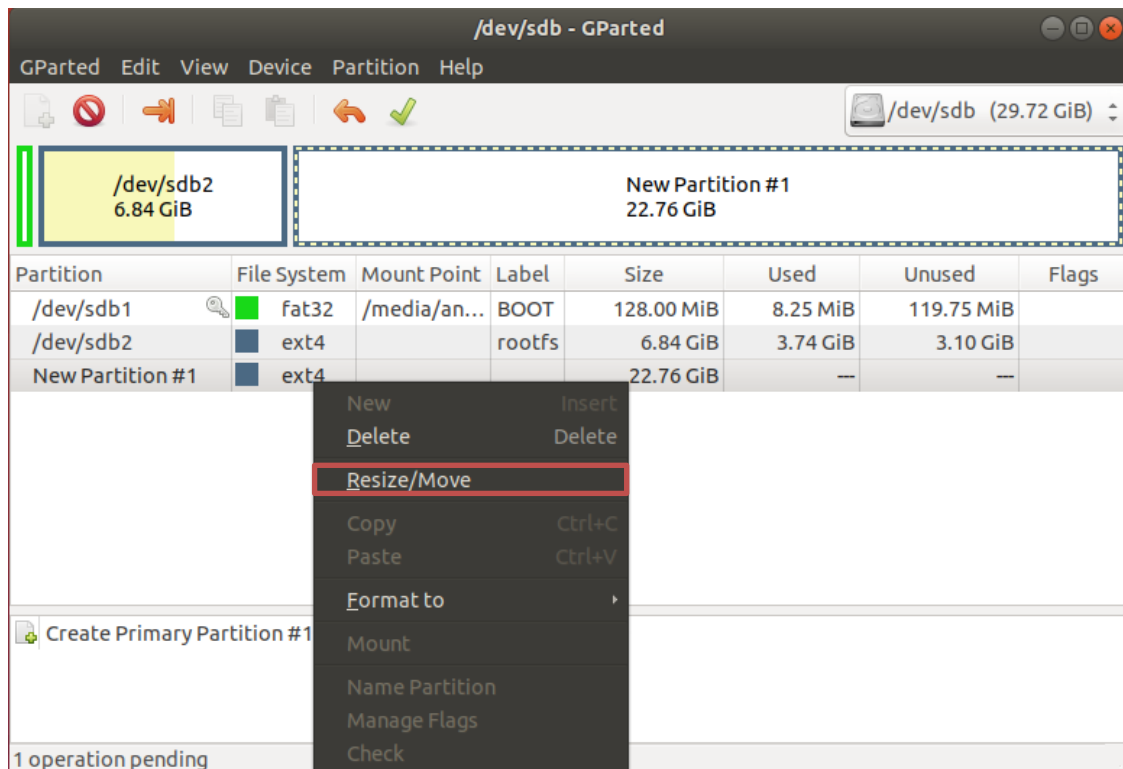 /dev/sdb - GParted
GParted Edit View Device Partition Help
/dev/sdb (29.72 GiB)
/dev/sdb2
6.84 GiB
New Partition #1
22.76 GiB
Partition File System Mount Point Label Size Used Unused Flags
/dev/sdb1 fat32 /media/an... BOOT 128.00 MiB 8.25 MiB 119.75 MiB
/dev/sdb2 ext4 rootfs 6.84 GiB 3.74 GiB 3.10 GiB
New Partition #1 ext4 22.76 GiB --- ---
New Insert
Delete Delete
Resize/Move
Copy Ctrl+C
Paste Ctrl+V
Format to
Create Primary Partition #1
Mount
Name Partition
Manage Flags
Check
1 operation pending